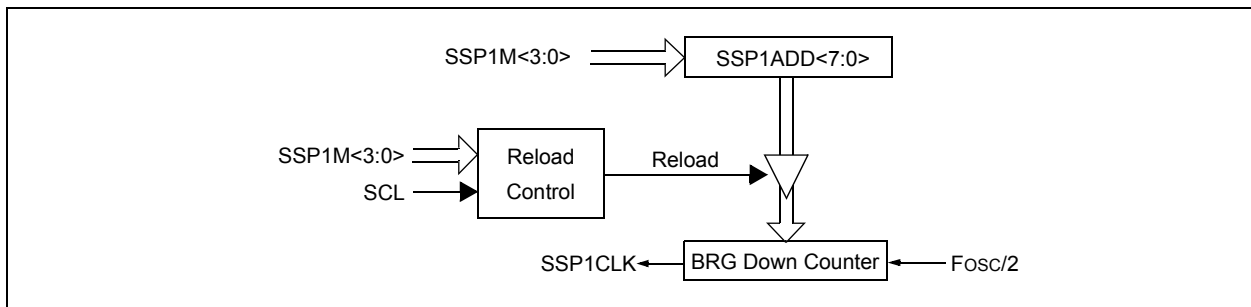 SSP1M<3:0>
SSP1ADD<7:0>
SSP1M<3:0>
SCL
Reload
Control
Reload
SSP1CLK
BRG Down Counter
FOSC/2